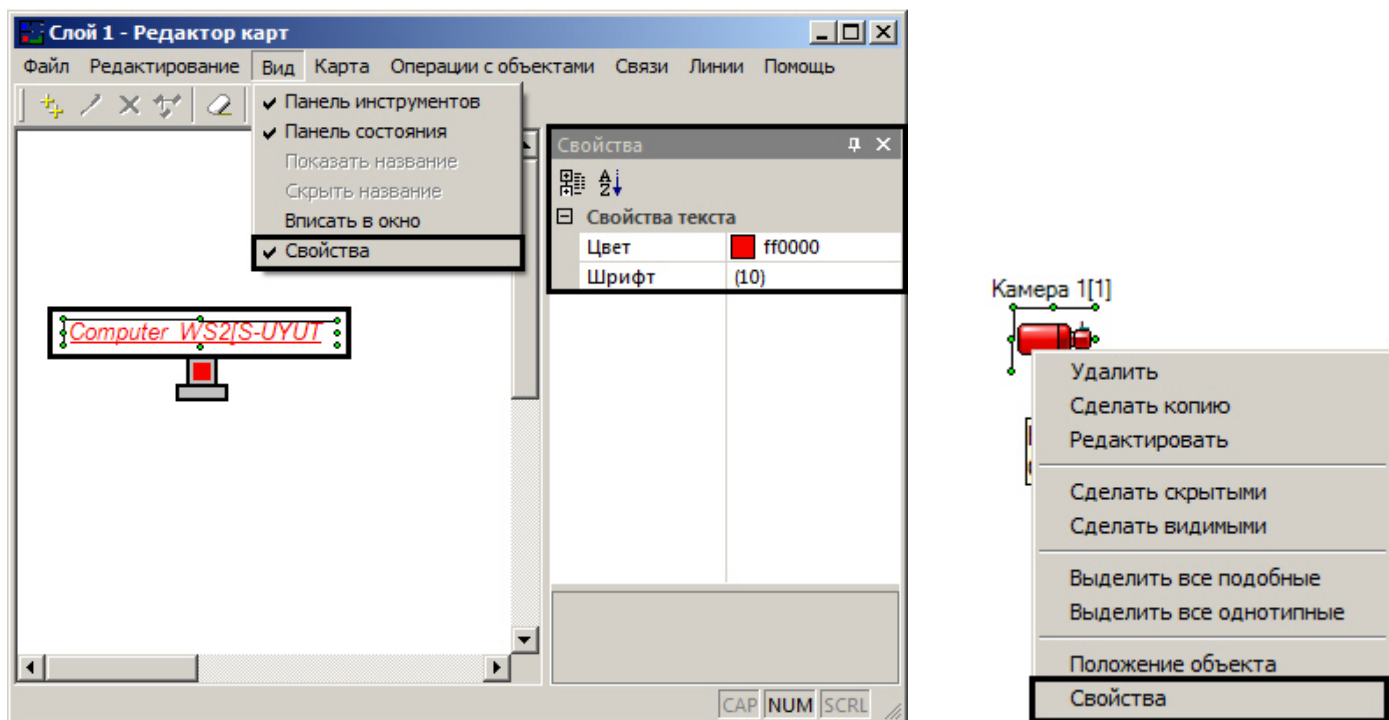 Слой 1 - Редактор карт
Файл Редактирование Вид Карта Операции с объектами Связи Линии Помощь
Панель инструментов
Панель состояния
Показать название
Скрыть название
Вписать в окно
Свойства
Свойства
Свойства текста
Цвет ff0000
Шрифт (10)
Computer WS2[S-UYUT
CAP NUM SCRL
Камера 1[1]
Удалить
Сделать копию
Редактировать
Сделать скрытыми
Сделать видимыми
Выделить все подобные
Выделить все однотипные
Положение объекта
Свойства